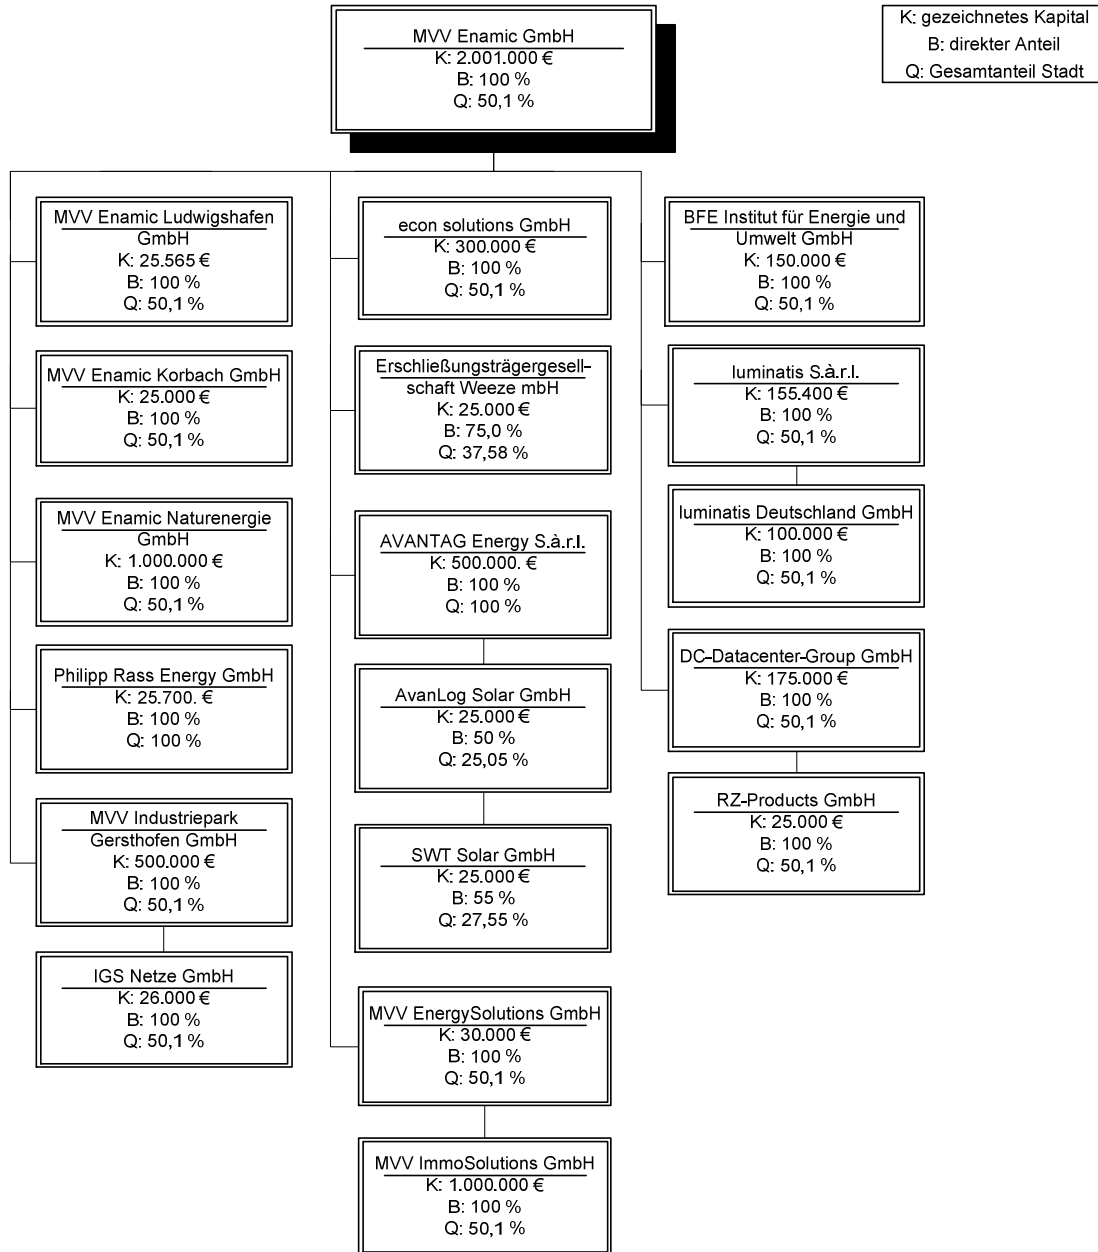 MVV Enamic GmbH
K: 2.001.000 €
B: 100 %
Q: 50,1 %
K: gezeichnetes Kapital
B: direkter Anteil
Q: Gesamtanteil Stadt
MVV Enamic Ludwigshafen
GmbH
K: 25.565 €
B: 100 %
Q: 50,1 %
MVV Enamic Korbach GmbH
K: 25.000 €
B: 100 %
Q: 50,1 %
MVV Enamic Naturenergie
GmbH
K: 1.000.000 €
B: 100 %
Q: 50,1 %
Philipp Rass Energy GmbH
K: 25.700. €
B: 100 %
Q: 100 %
MVV Industriepark
Gersthofen GmbH
K: 500.000 €
B: 100 %
Q: 50,1 %
IGS Netze GmbH
K: 26.000 €
B: 100 %
Q: 50,1 %
econ solutions GmbH
K: 300.000 €
B: 100 %
Q: 50,1 %
Erschließungsträgergesell-
schaft Weeze mbH
K: 25.000 €
B: 75,0 %
Q: 37,58 %
AVANTAG Energy S.à.r.l.
K: 500.000. €
B: 100 %
Q: 100 %
AvanLog Solar GmbH
K: 25.000 €
B: 50 %
Q: 25,05 %
SWT Solar GmbH
K: 25.000 €
B: 55 %
Q: 27,55 %
MVV EnergySolutions GmbH
K: 30.000 €
B: 100 %
Q: 50,1 %
MVV ImmoSolutions GmbH
K: 1.000.000 €
B: 100 %
Q: 50,1 %
BFE Institut für Energie und
Umwelt GmbH
K: 150.000 €
B: 100 %
Q: 50,1 %
luminatis S.à.r.l.
K: 155.400 €
B: 100 %
Q: 50,1 %
luminatis Deutschland GmbH
K: 100.000 €
B: 100 %
Q: 50,1 %
DC-Datacenter-Group GmbH
K: 175.000 €
B: 100 %
Q: 50,1 %
RZ-Products GmbH
K: 25.000 €
B: 100 %
Q: 50,1 %